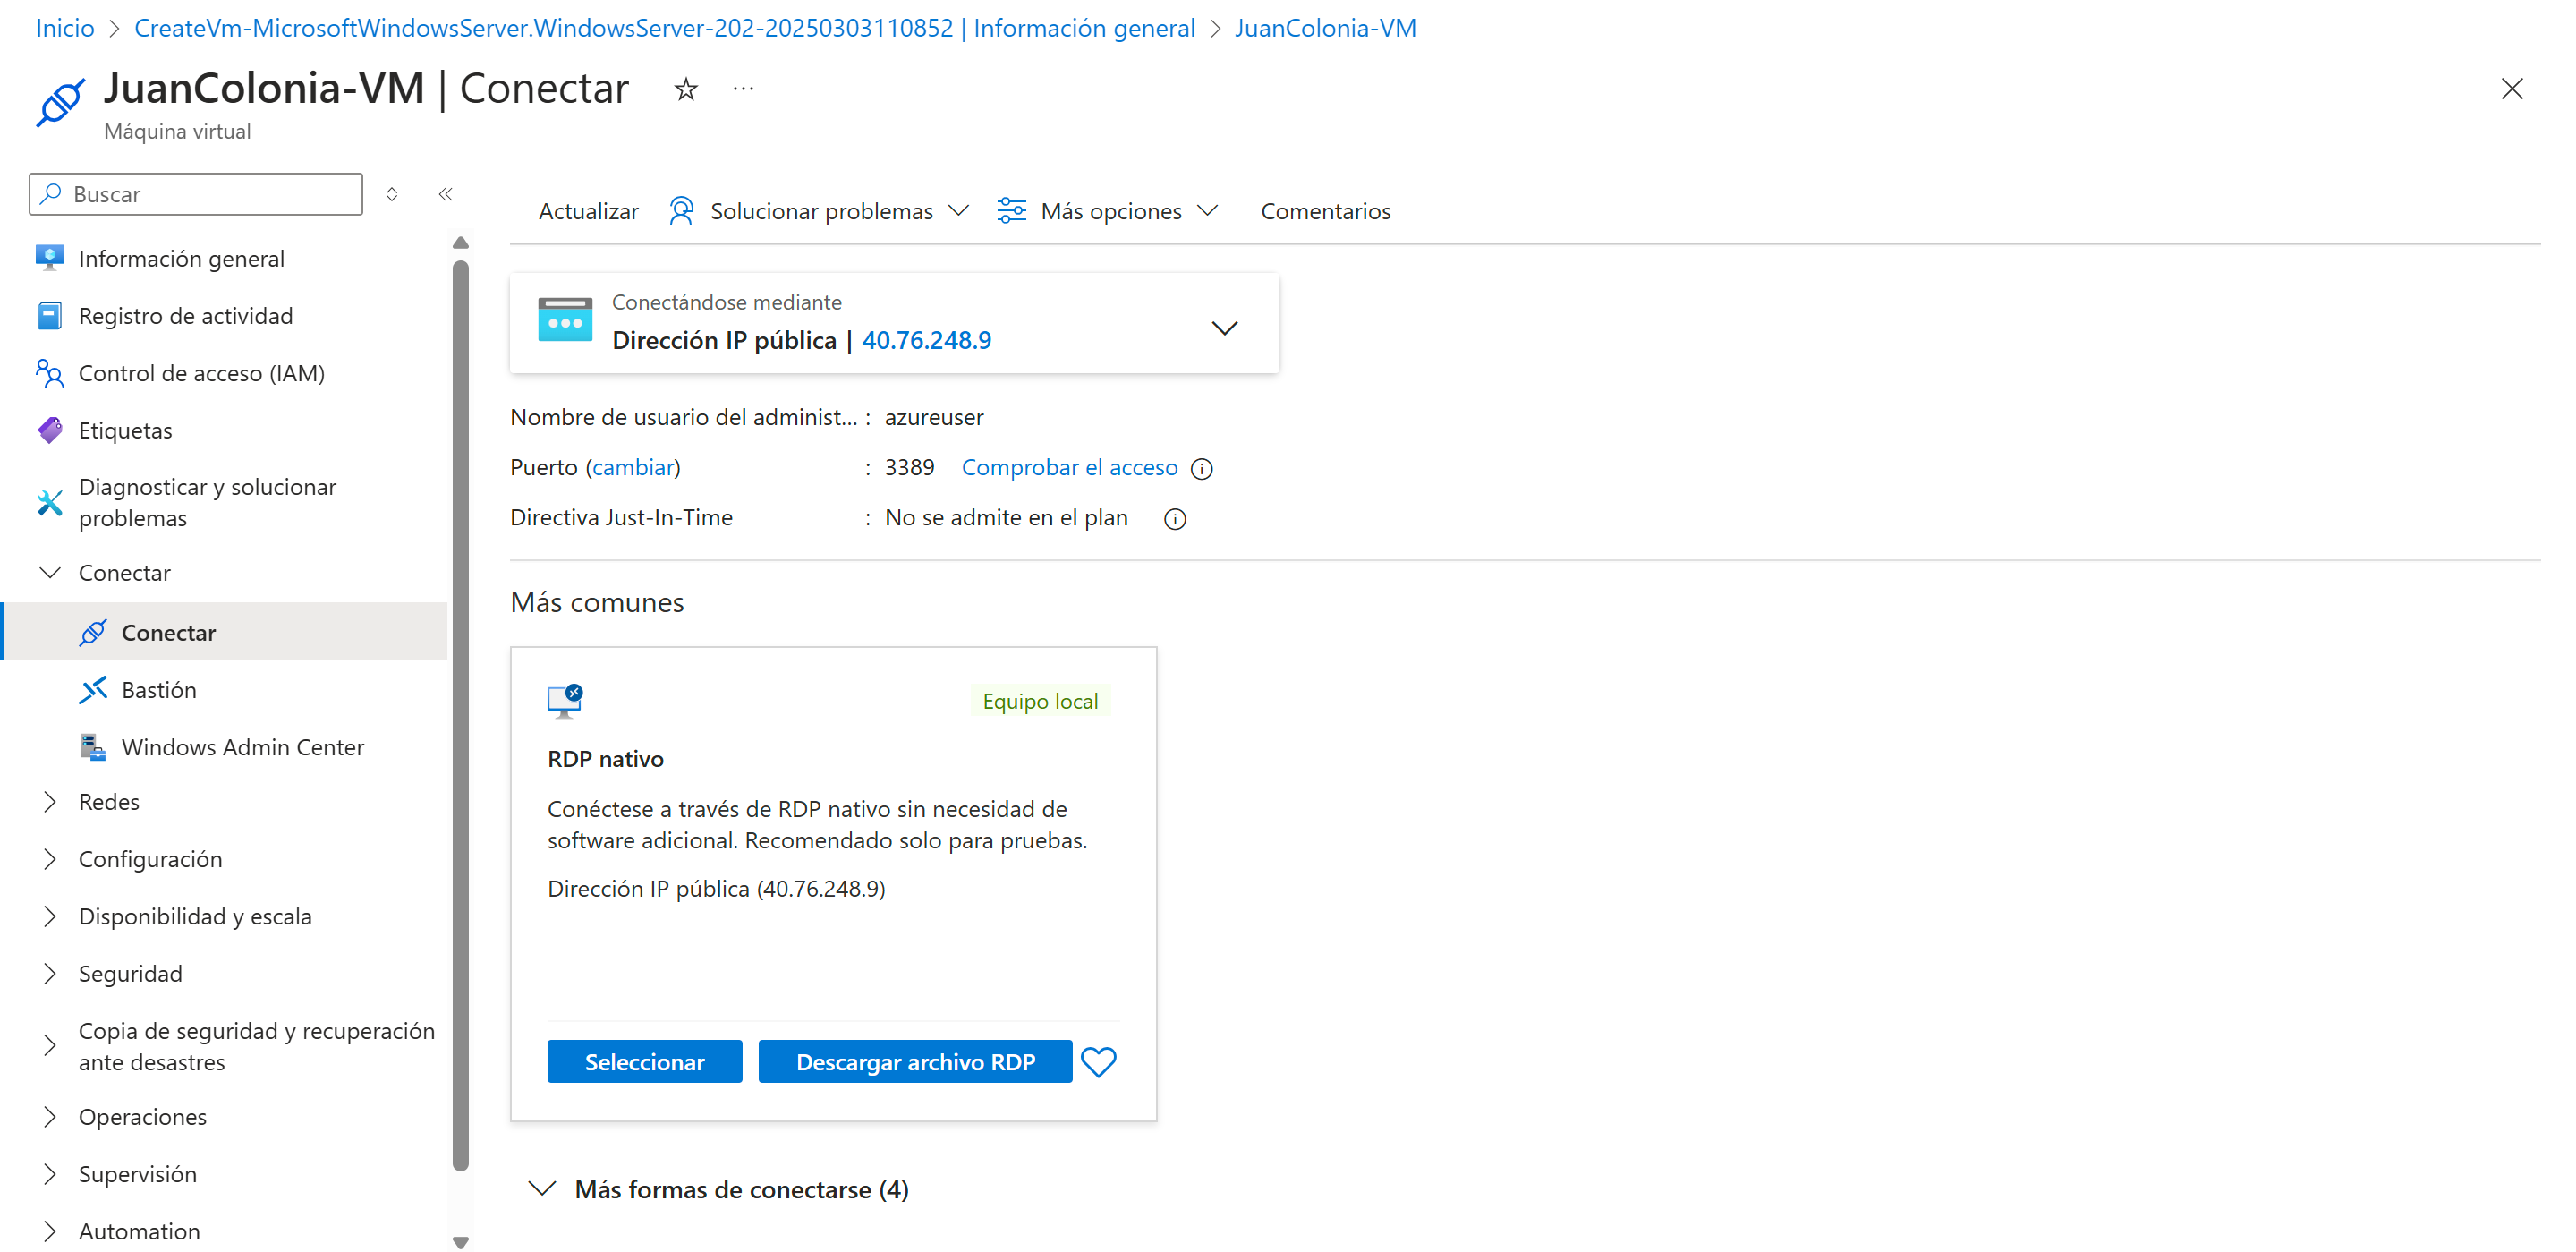 Inicio > CreateVm-MicrosoftWindowsServer.WindowsServer-202-20250303110852 | Información general > JuanColonia-VM
JuanColonia-VM | Conectar
Máquina virtual
Buscar
Actualizar Solucionar problemas Más opciones Comentarios
Información general
Registro de actividad
Control de acceso (IAM)
Etiquetas
Diagnosticar y solucionar
problemas
Conectar
Conectar
Bastión
Windows Admin Center
Redes
Configuración
Disponibilidad y escala
Seguridad
Copia de seguridad y recuperación
ante desastres
Operaciones
Supervisión
Automation
Conectándose mediante
Dirección IP pública | 40.76.248.9
Nombre de usuario del administ... : azureuser
Puerto (cambiar) : 3389 Comprobar el acceso
Directiva Just-In-Time : No se admite en el plan
Más comunes
Equipo local
RDP nativo
Conéctese a través de RDP nativo sin necesidad de
software adicional. Recomendado solo para pruebas.
Dirección IP pública (40.76.248.9)
Seleccionar Descargar archivo RDP
Más formas de conectarse (4)